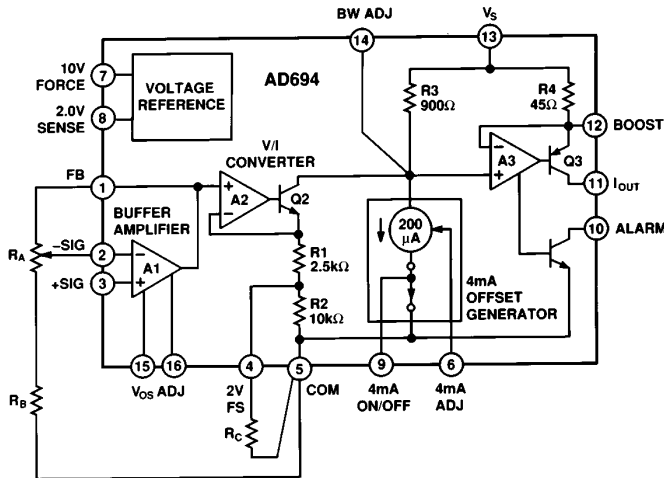 BW ADJ
VS
14
13
10V
FORCE
7
2.0V
SENSE
8
VOLTAGE
REFERENCE
AD694
R3
900Ω
R4
45Ω
12
BOOST
V/I
CONVERTER
A3
Q3
FB
1
+
A2
−
Q2
−
+
11
IOUT
BUFFER
AMPLIFIER
200
μA
10
ALARM
RA
−SIG
2
−
A1
+SIG
3
+
R1
2.5kΩ
R2
10kΩ
4mA
OFFSET
GENERATOR
15
16
4
5
9
6
VOS ADJ
2V
FS
COM
4mA
ON/OFF
4mA
ADJ
RB
RC